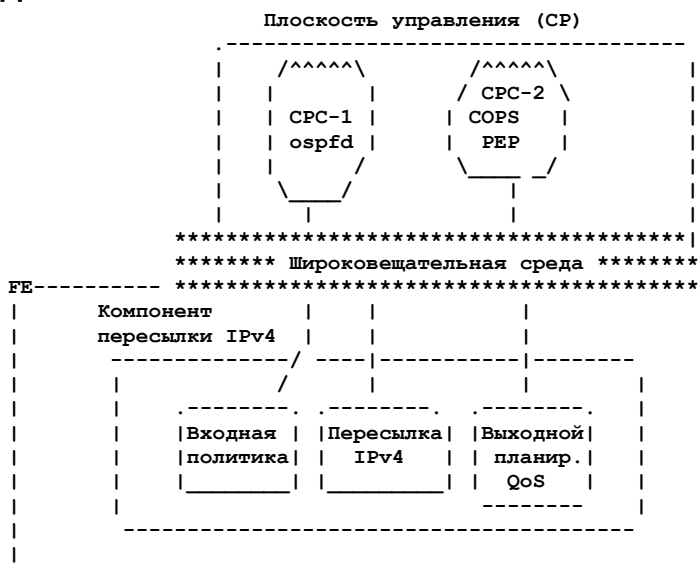 Плоскость управления (CP)
CPC-1
ospfd
CPC-2
COPS
PEP
Широковещательная среда
FE
Компонент
пересылки IPv4
Входная
политика
Пересылка
IPv4
Выходной
планир.
QoS